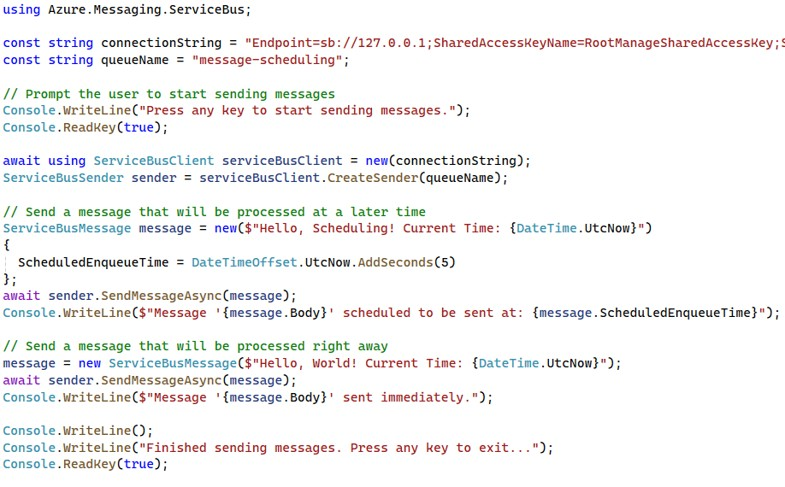 using Azure.Messaging.ServiceBus;
const string connectionString = "Endpoint=sb://127.0.0.1;SharedAccessKeyName=RootManageSharedAccessKey;S
const string queueName = "message-scheduling";
// Prompt the user to start sending messages
Console.WriteLine("Press any key to start sending messages.");
Console.ReadKey(true);
await using ServiceBusClient serviceBusClient = new(connectionString);
ServiceBusSender sender = serviceBusClient.CreateSender(queueName);
// Send a message that will be processed at a later time
ServiceBusMessage message = new($"Hello, Scheduling! Current Time: {DateTime.UtcNow}")
{
  ScheduledEnqueueTime = DateTimeOffset.UtcNow.AddSeconds(5)
};
await sender.SendMessageAsync(message);
Console.WriteLine($"Message '{message.Body}' scheduled to be sent at: {message.ScheduledEnqueueTime}");
// Send a message that will be processed right away
message = new ServiceBusMessage($"Hello, World! Current Time: {DateTime.UtcNow}");
await sender.SendMessageAsync(message);
Console.WriteLine($"Message '{message.Body}' sent immediately.");
Console.WriteLine();
Console.WriteLine("Finished sending messages. Press any key to exit...");
Console.ReadKey(true);